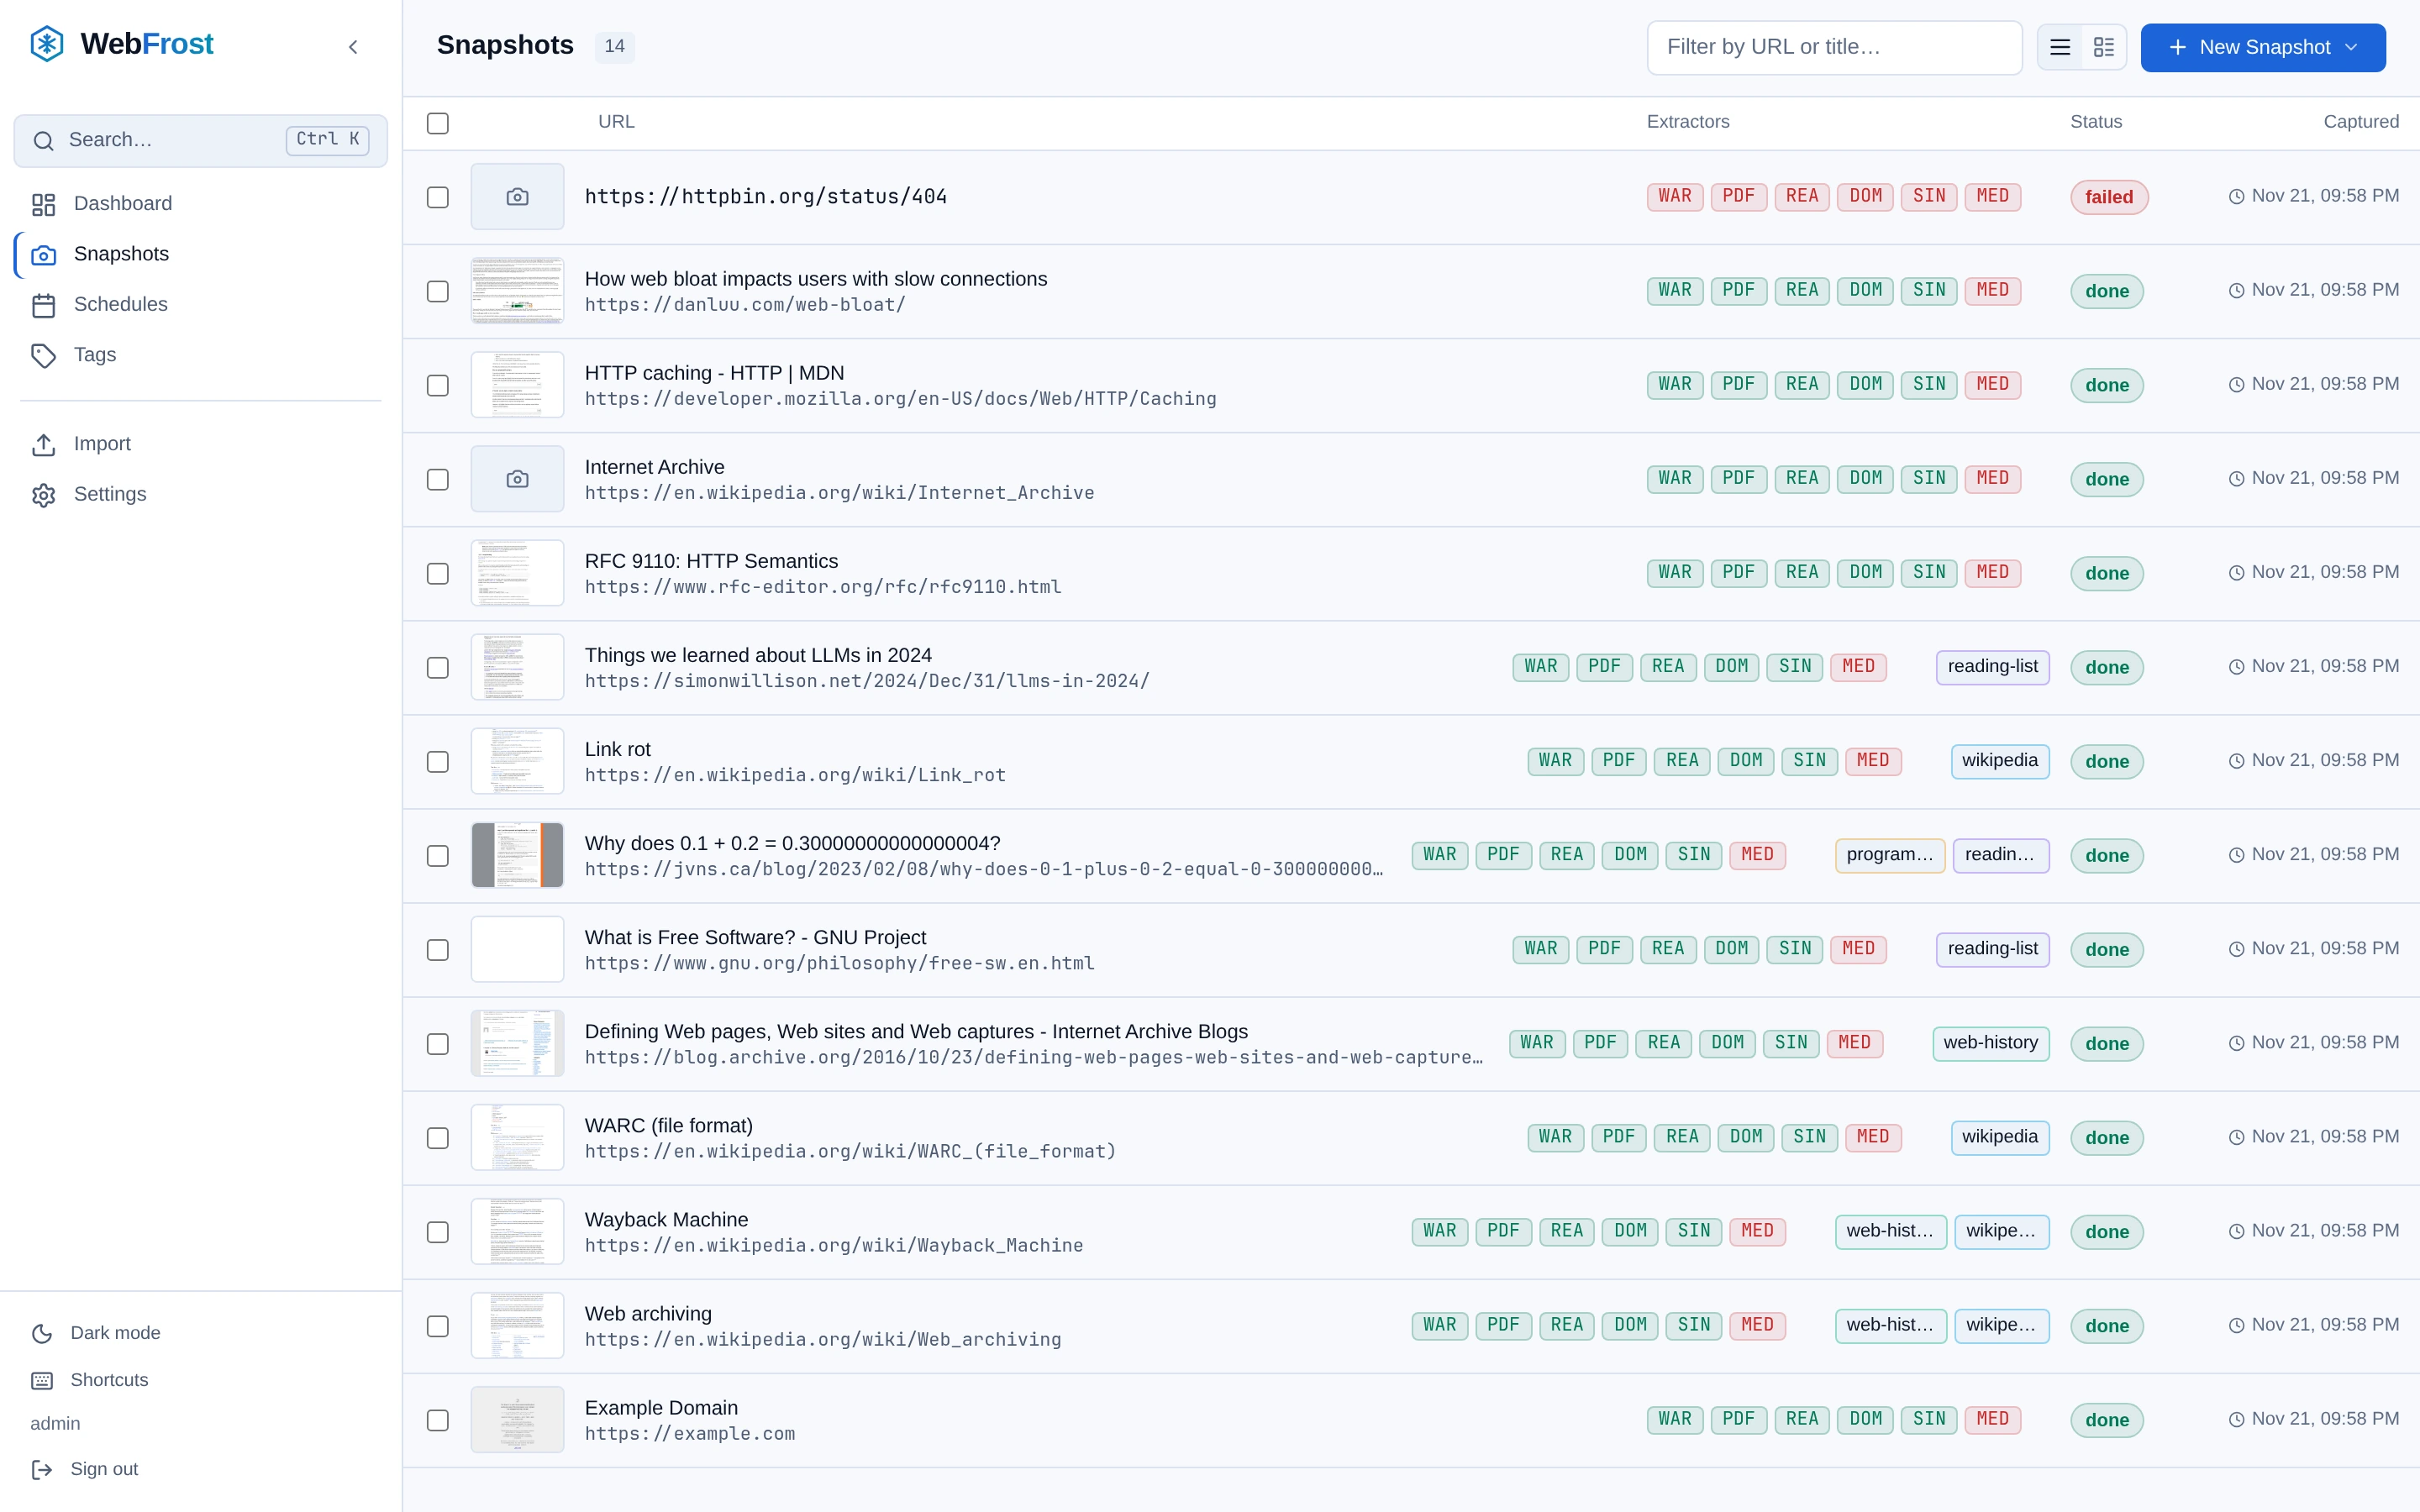 WebFrost
Search… Ctrl K
Dashboard
Snapshots
Schedules
Tags
Import
Settings
Dark mode
Shortcuts
admin
Sign out
Snapshots 14 Filter by URL or title… New Snapshot
URL Extractors Status Captured
https://httpbin.org/status/404 WAR PDF REA DOM SIN MED failed Nov 21, 09:58 PM
How web bloat impacts users with slow connections
https://danluu.com/web-bloat/ WAR PDF REA DOM SIN MED done Nov 21, 09:58 PM
HTTP caching - HTTP | MDN
https://developer.mozilla.org/en-US/docs/Web/HTTP/Caching WAR PDF REA DOM SIN MED done Nov 21, 09:58 PM
Internet Archive
https://en.wikipedia.org/wiki/Internet_Archive WAR PDF REA DOM SIN MED done Nov 21, 09:58 PM
RFC 9110: HTTP Semantics
https://www.rfc-editor.org/rfc/rfc9110.html WAR PDF REA DOM SIN MED done Nov 21, 09:58 PM
Things we learned about LLMs in 2024
https://simonwillison.net/2024/Dec/31/llms-in-2024/ WAR PDF REA DOM SIN MED reading-list done Nov 21, 09:58 PM
Link rot
https://en.wikipedia.org/wiki/Link_rot WAR PDF REA DOM SIN MED wikipedia done Nov 21, 09:58 PM
Why does 0.1 + 0.2 = 0.30000000000000004?
https://jvns.ca/blog/2023/02/08/why-does-0-1-plus-0-2-equal-0-300000000… WAR PDF REA DOM SIN MED program… readin… done Nov 21, 09:58 PM
What is Free Software? - GNU Project
https://www.gnu.org/philosophy/free-sw.en.html WAR PDF REA DOM SIN MED reading-list done Nov 21, 09:58 PM
Defining Web pages, Web sites and Web captures - Internet Archive Blogs
https://blog.archive.org/2016/10/23/defining-web-pages-web-sites-and-web-capture… WAR PDF REA DOM SIN MED web-history done Nov 21, 09:58 PM
WARC (file format)
https://en.wikipedia.org/wiki/WARC_(file_format) WAR PDF REA DOM SIN MED wikipedia done Nov 21, 09:58 PM
Wayback Machine
https://en.wikipedia.org/wiki/Wayback_Machine WAR PDF REA DOM SIN MED web-hist… wikipe… done Nov 21, 09:58 PM
Web archiving
https://en.wikipedia.org/wiki/Web_archiving WAR PDF REA DOM SIN MED web-hist… wikipe… done Nov 21, 09:58 PM
Example Domain
https://example.com WAR PDF REA DOM SIN MED done Nov 21, 09:58 PM